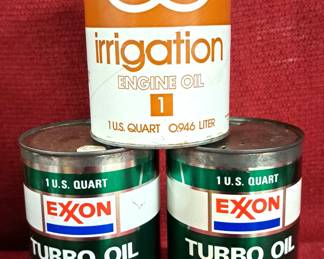 irrigation
ENGINE OIL
1
1 U.S. QUART 0.946 LITER
1 U.S. QUART
EXXON
TURBO OIL
1 U.S. QUART
EXXON
TURBO OIL